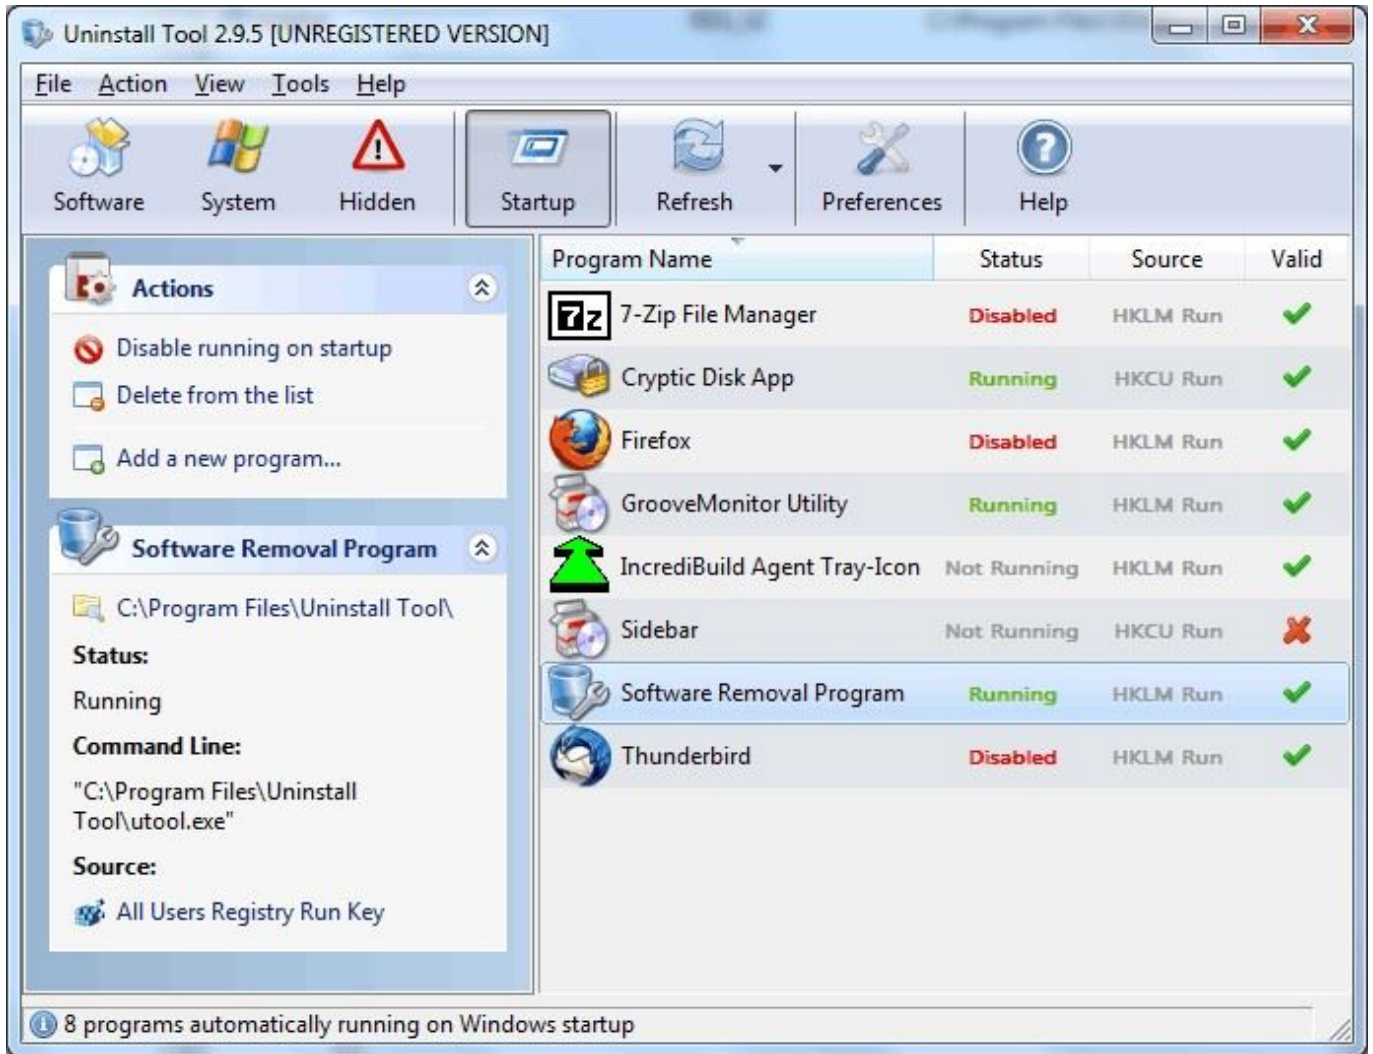 Uninstall Tool 2.9.5 [UNREGISTERED VERSION]
File Action View Tools Help
Software System Hidden Startup Refresh Preferences Help
Actions
Disable running on startup
Delete from the list
Add a new program...
Software Removal Program
C:\Program Files\Uninstall Tool\
Status:
Running
Command Line:
"C:\Program Files\Uninstall
Tool\utool.exe"
Source:
All Users Registry Run Key
Program Name Status Source Valid
7z 7-Zip File Manager Disabled HKLM Run
Cryptic Disk App Running HKCU Run
Firefox Disabled HKLM Run
GrooveMonitor Utility Running HKLM Run
IncrediBuild Agent Tray-Icon Not Running HKLM Run
Sidebar Not Running HKCU Run
Software Removal Program Running HKLM Run
Thunderbird Disabled HKLM Run
8 programs automatically running on Windows startup